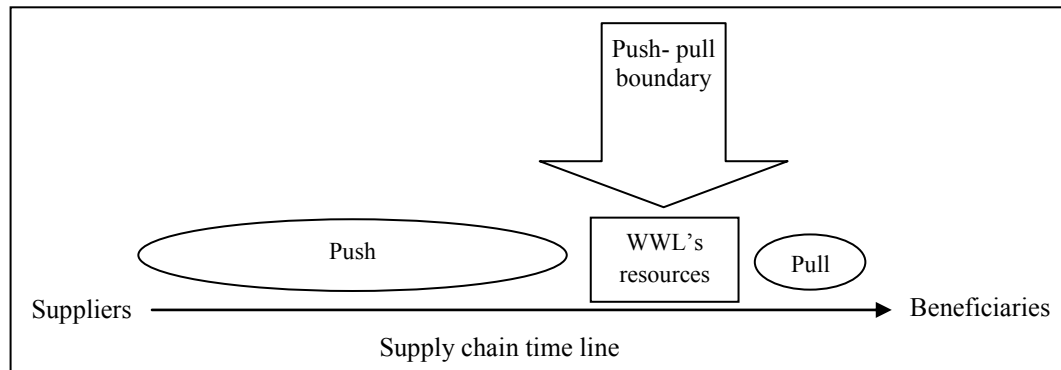 Push- pull
boundary
Push
WWL’s
resources
Pull
Suppliers
Beneficiaries
Supply chain time line